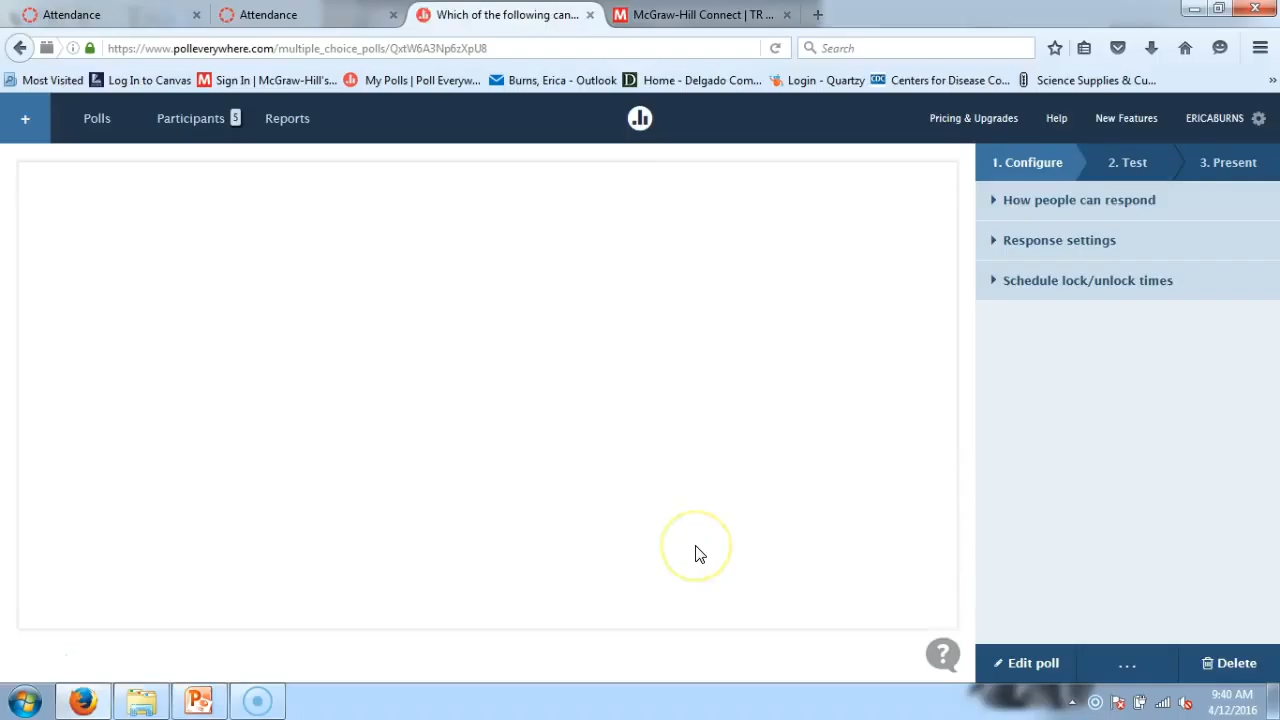 Attendance
Attendance
Which of the following can...
McGraw-Hill Connect | TR ...
https://www.polleverywhere.com/multiple_choice_polls/QxtW6A3Np6zXpU8
Search
Most Visited
Log In to Canvas
Sign In | McGraw-Hill's...
My Polls | Poll Everyw...
Burns, Erica - Outlook
Home - Delgado Com...
Login - Quartzy
CDC
Centers for Disease Co...
Science Supplies & Cu...
+
Polls
Participants 5
Reports
Pricing & Upgrades
Help
New Features
ERICABURNS
1. Configure
2. Test
3. Present
How people can respond
Response settings
Schedule lock/unlock times
?
Edit poll
...
Delete
9:40 AM
4/12/2016